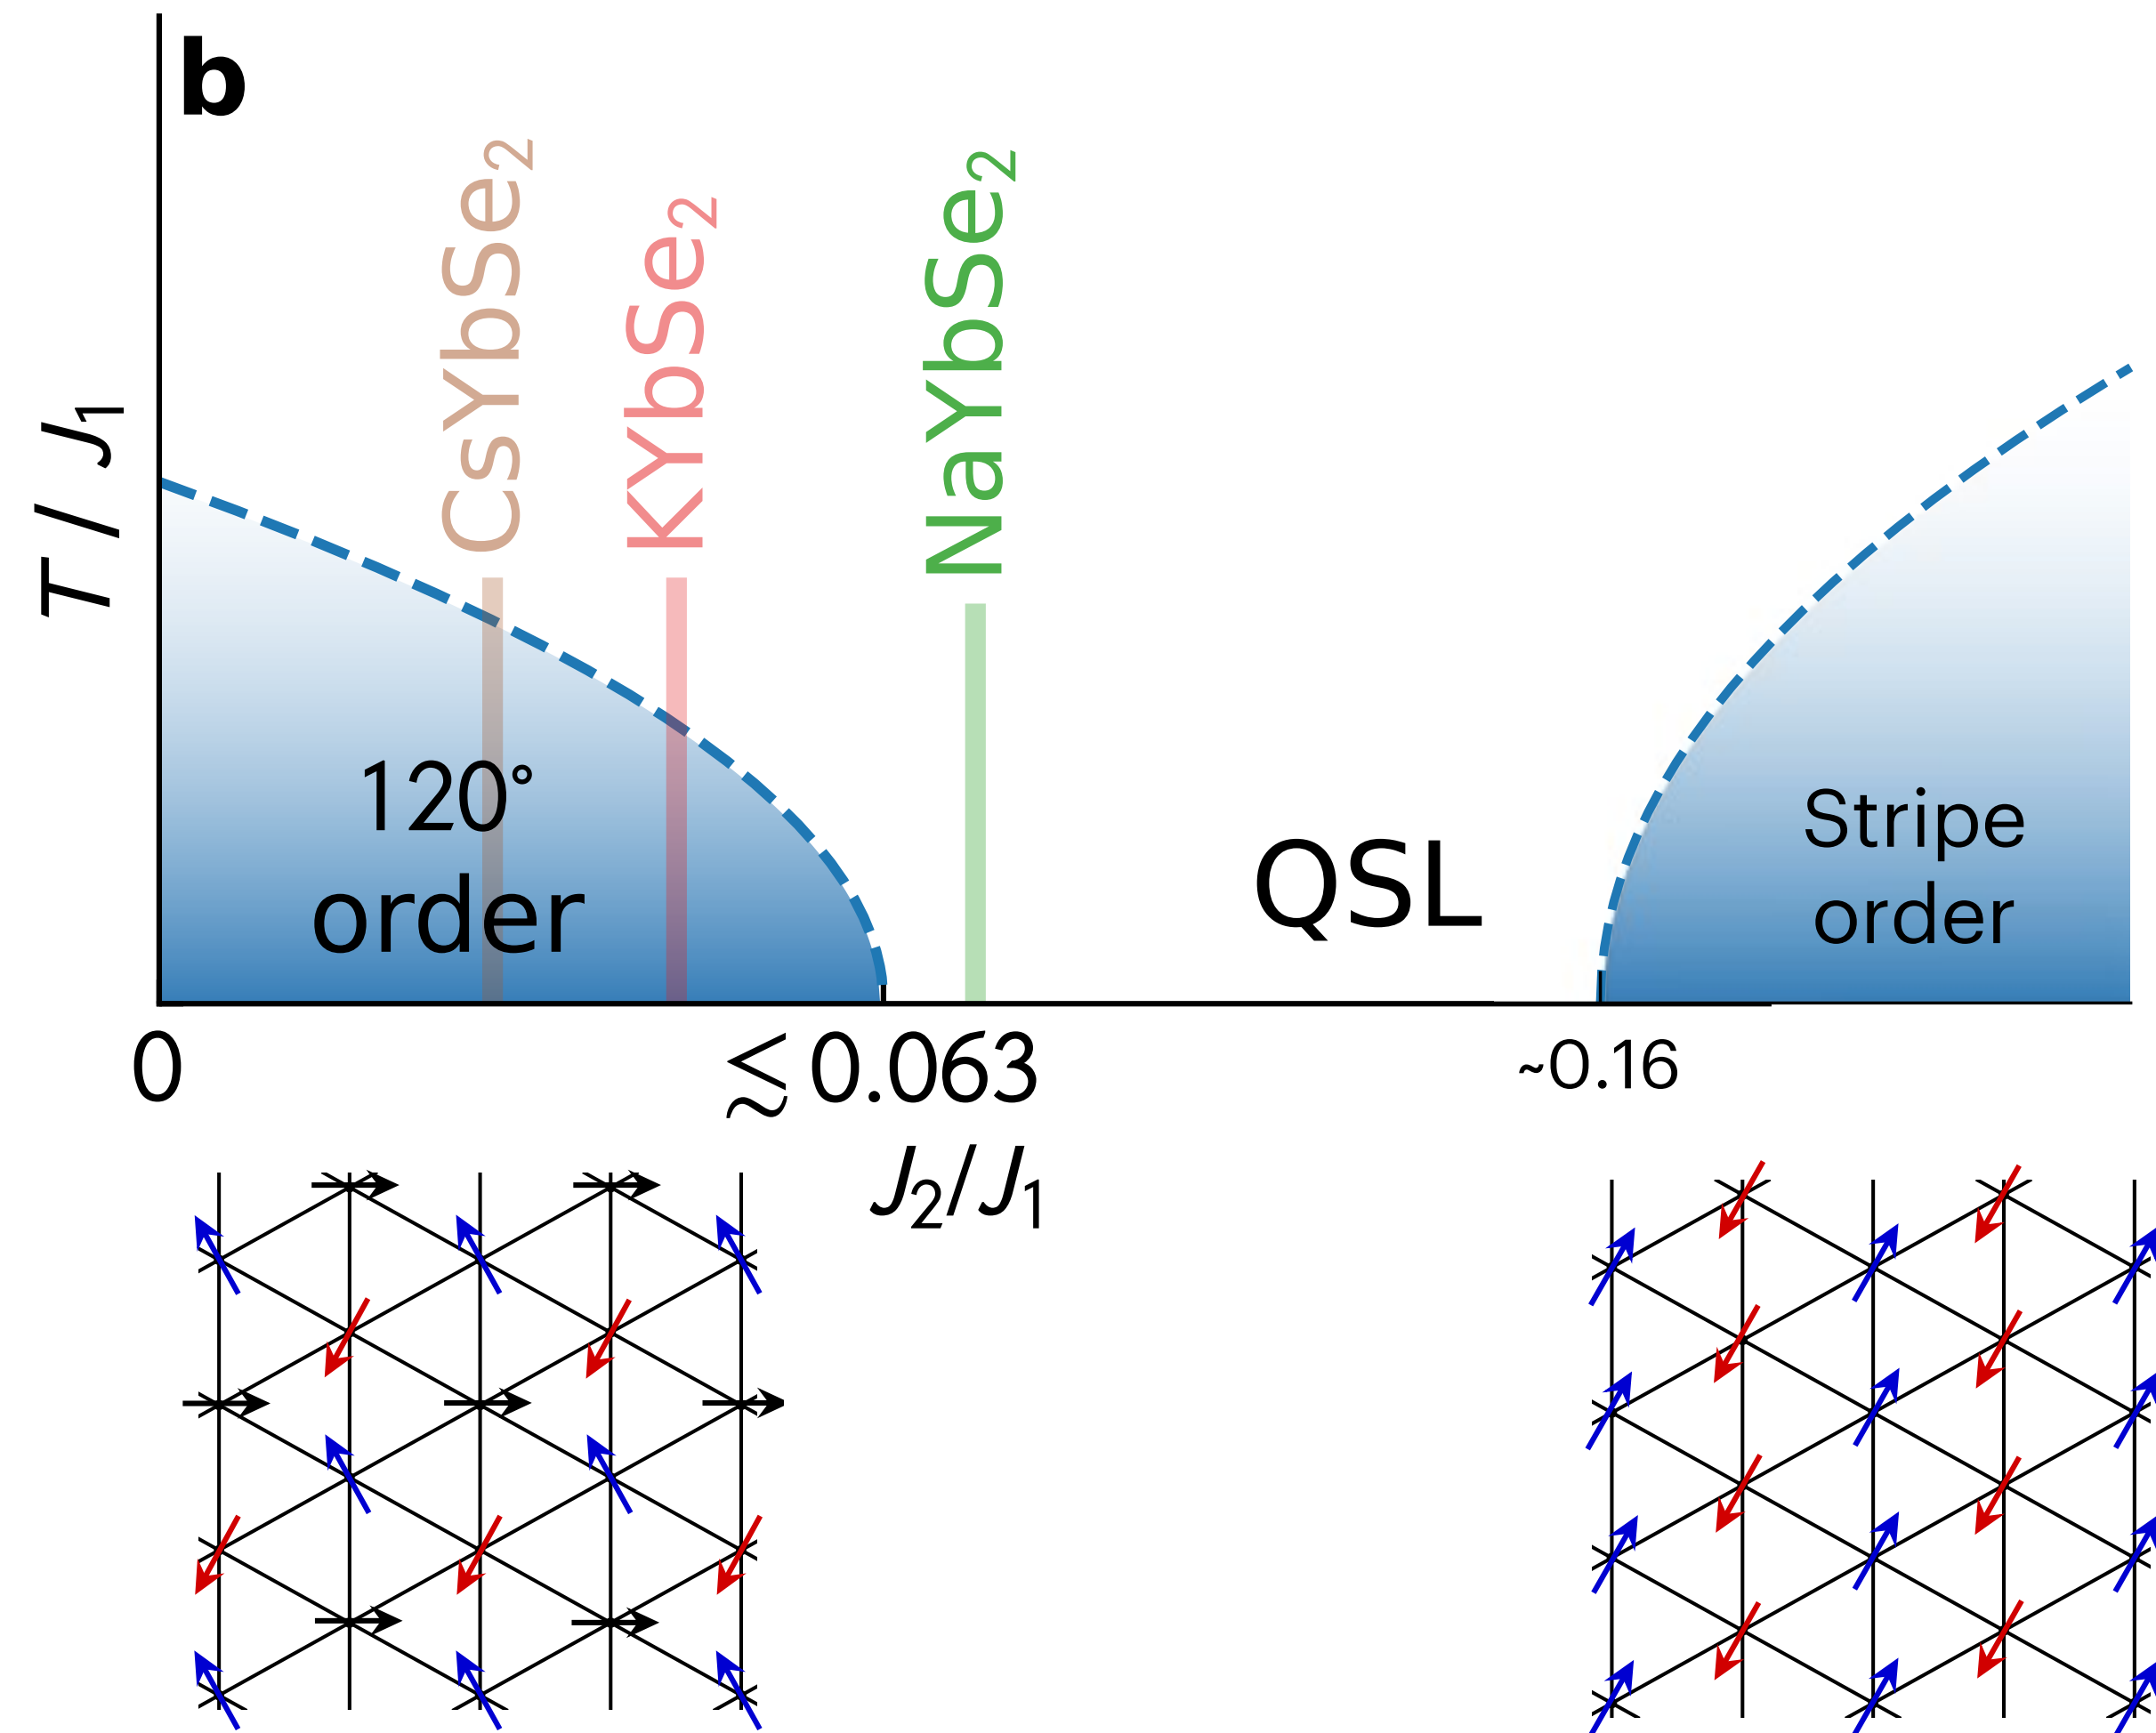 b
T / J₁
CsYbSe₂
KYbSe₂
NaYbSe₂
120°
order
QSL
Stripe
order
0
≲0.063
~0.16
J₂/J₁